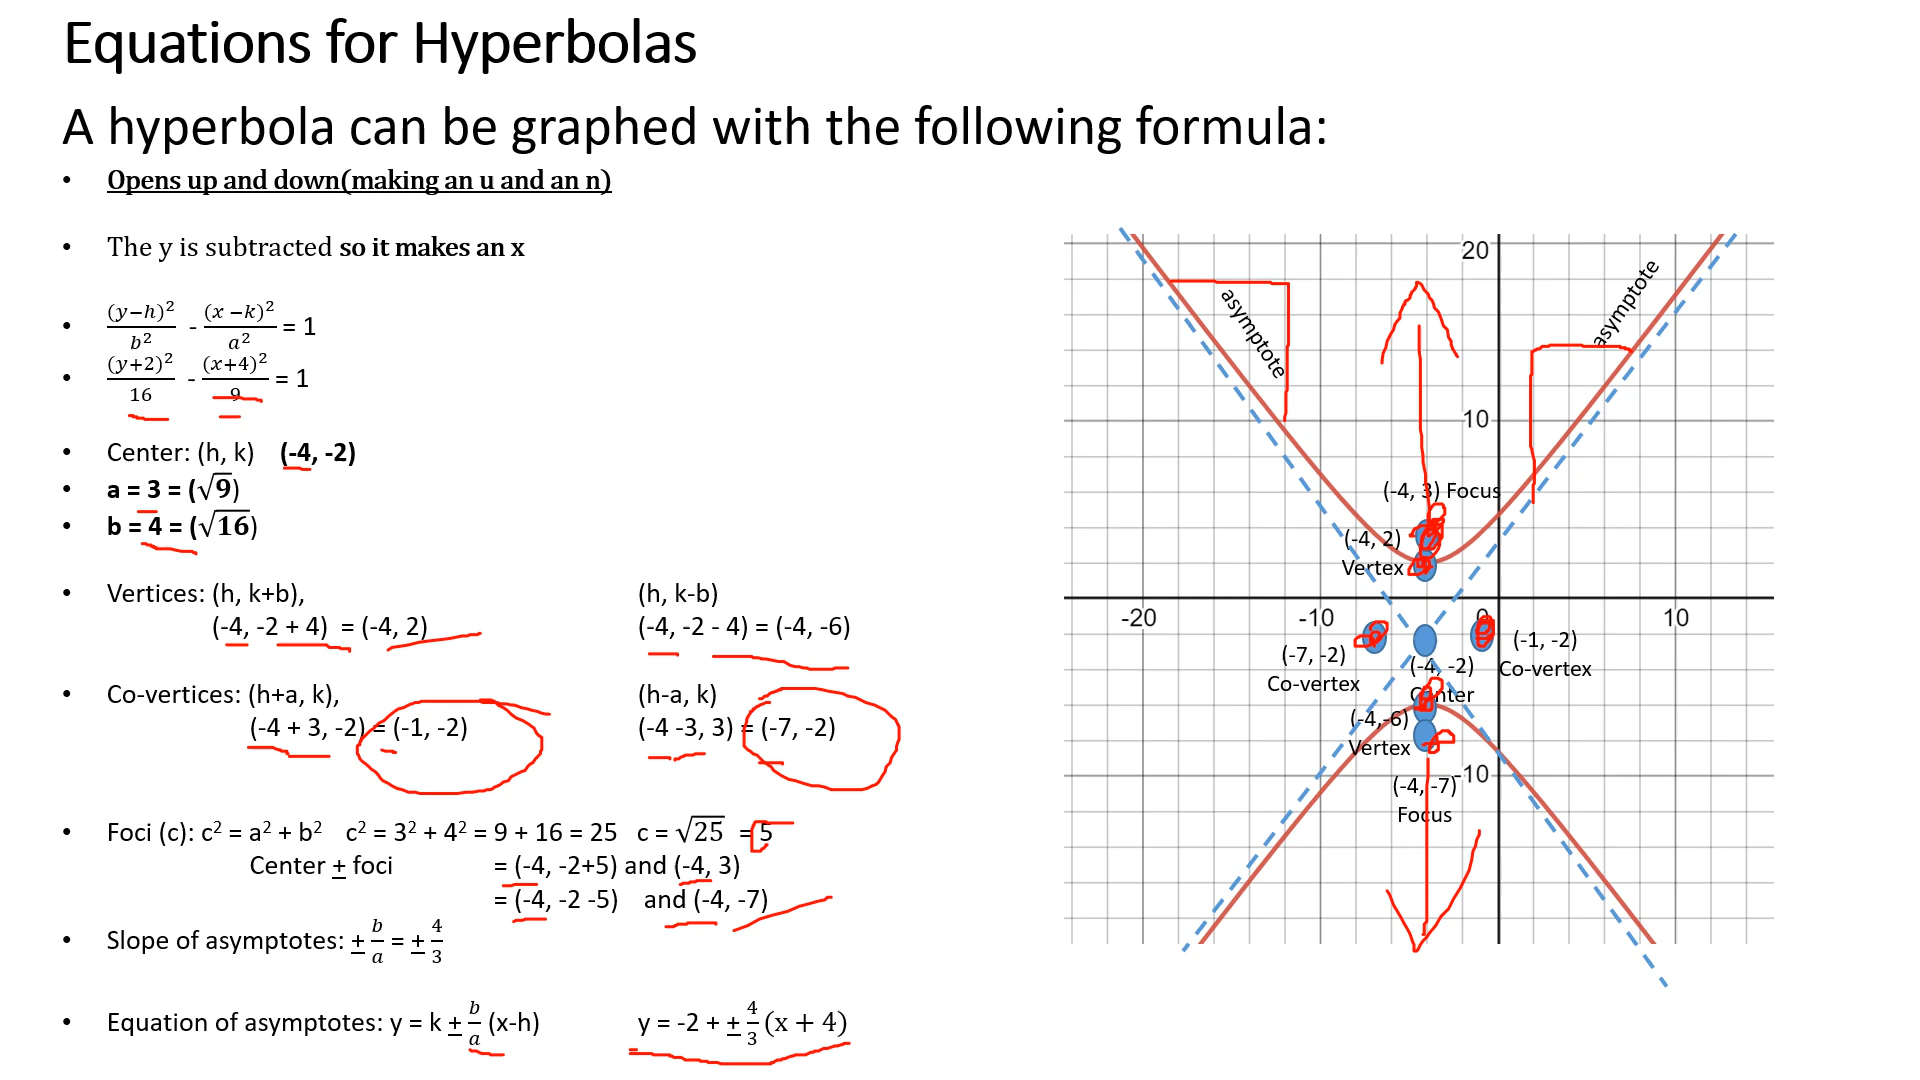 Equations for Hyperbolas
A hyperbola can be graphed with the following formula:
• Opens up and down(making an u and an n)
• The y is subtracted so it makes an x
• (y−h)²/b² - (x −k)²/a² = 1
• (y+2)²/16 - (x+4)²/9 = 1
• Center: (h, k) (-4, -2)
• a = 3 = (√9)
• b = 4 = (√16)
• Vertices: (h, k+b), (h, k-b)
(-4, -2 + 4) = (-4, 2) (-4, -2 - 4) = (-4, -6)
• Co-vertices: (h+a, k), (h-a, k)
(-4 + 3, -2) = (-1, -2) (-4 -3, 3) = (-7, -2)
• Foci (c): c² = a² + b² c² = 3² + 4² = 9 + 16 = 25 c = √25 = 5
Center ± foci = (-4, -2+5) and (-4, 3)
= (-4, -2 -5) and (-4, -7)
• Slope of asymptotes: ± b/a = ± 4/3
• Equation of asymptotes: y = k ± b/a (x-h) y = -2 + ± 4/3 (x + 4)
20
asymptote
asymptote
10
(-4, 3) Focus
(-4, 2)
Vertex
-20
-10
0
10
(-7, -2)
Co-vertex
(-4, -2)
Center
(-1, -2)
Co-vertex
(-4,-6)
Vertex
-10
(-4, -7)
Focus